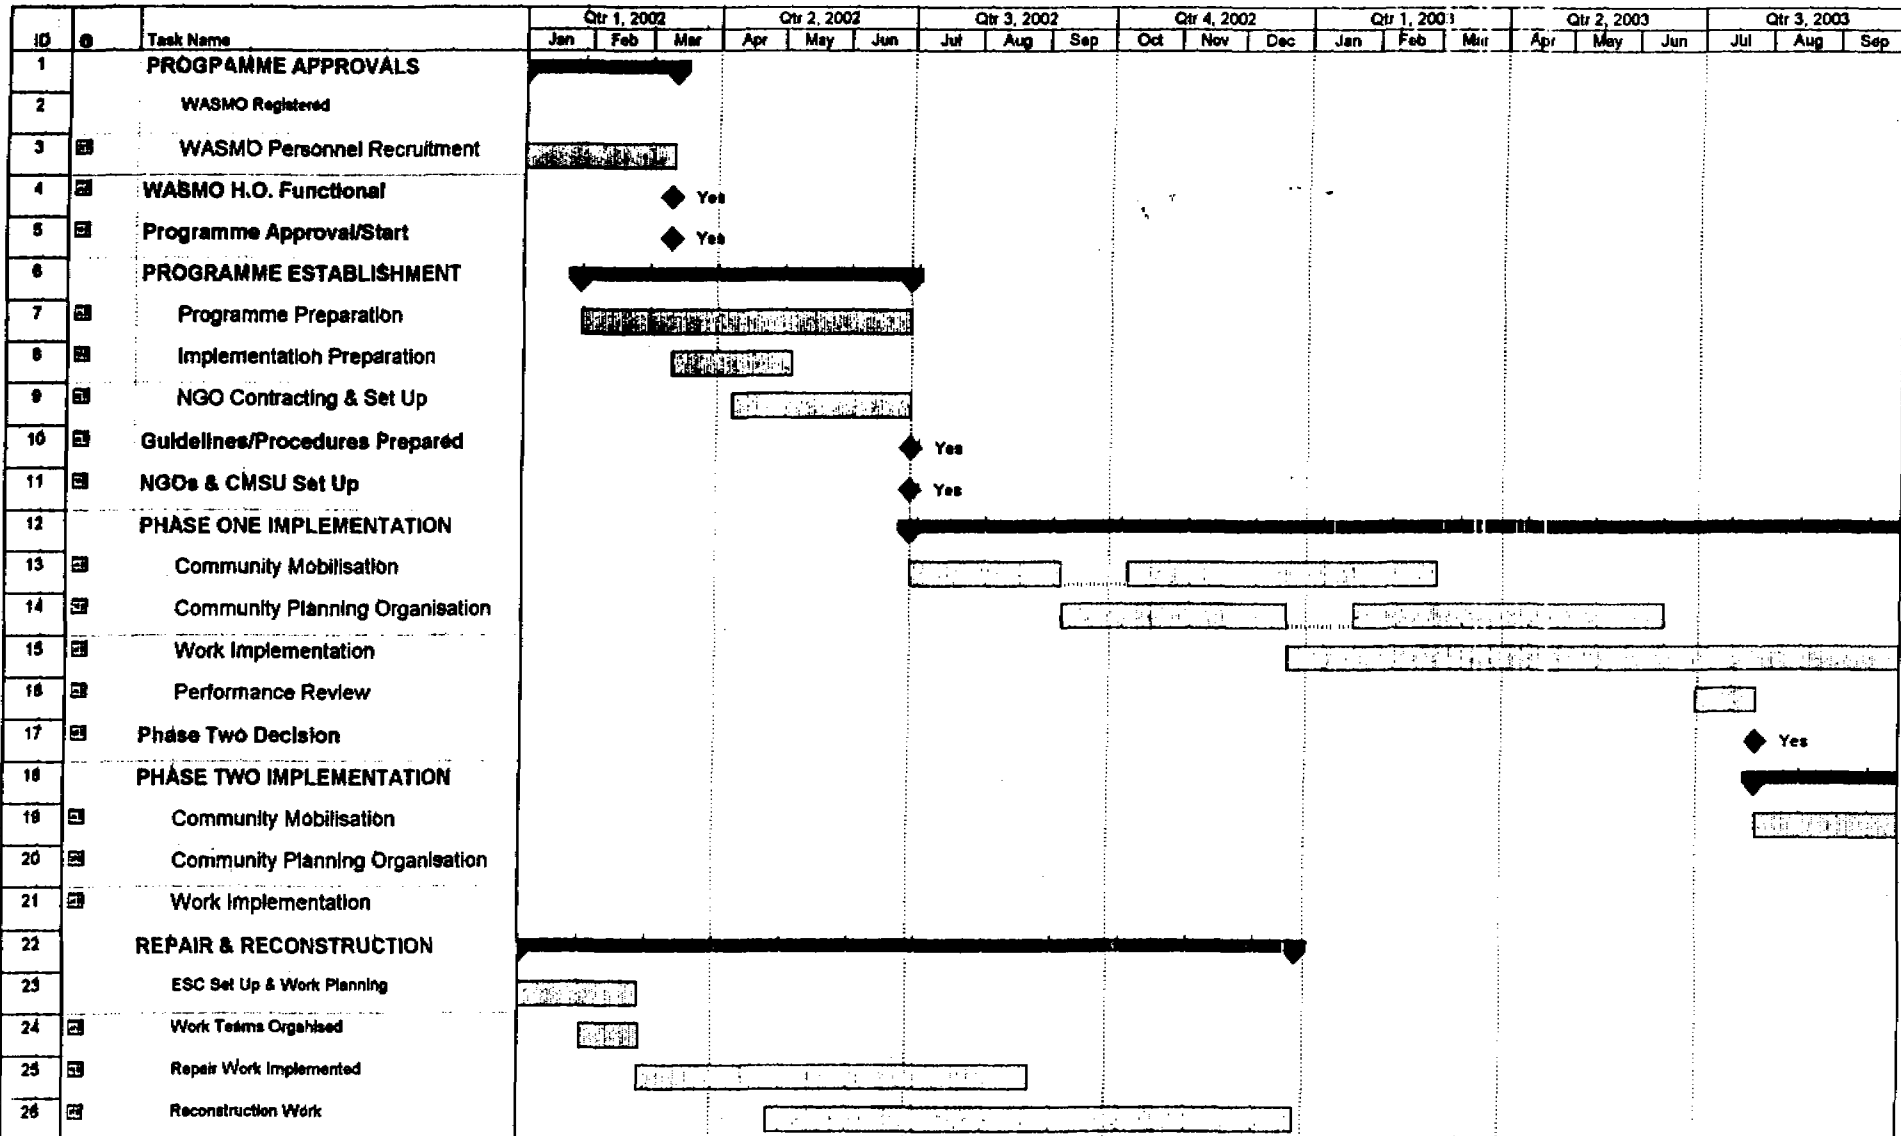 Qtr 1, 2002 Qtr 2, 2002 Qtr 3, 2002 Qtr 4, 2002 Qtr 1, 2003 Qtr 2, 2003 Qtr 3, 2003
ID Task Name Jan Feb Mar Apr May Jun Jul Aug Sep Oct Nov Dec Jan Feb Mar Apr May Jun Jul Aug Sep
1 PROGRAMME APPROVALS
2 WASMO Registered
3 WASMO Personnel Recruitment
4 WASMO H.O. Functional Yes
5 Programme Approval/Start Yes
6 PROGRAMME ESTABLISHMENT
7 Programme Preparation
8 Implementation Preparation
9 NGO Contracting & Set Up
10 Guidelines/Procedures Prepared Yes
11 NGOs & CMSU Set Up Yes
12 PHASE ONE IMPLEMENTATION
13 Community Mobilisation
14 Community Planning Organisation
15 Work Implementation
16 Performance Review
17 Phase Two Decision Yes
18 PHASE TWO IMPLEMENTATION
19 Community Mobilisation
20 Community Planning Organisation
21 Work Implementation
22 REPAIR & RECONSTRUCTION
23 ESC Set Up & Work Planning
24 Work Teams Organised
25 Repair Work Implemented
26 Reconstruction Work